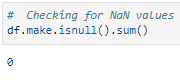 # Checking for NaN values
df.make.isnull().sum()
0